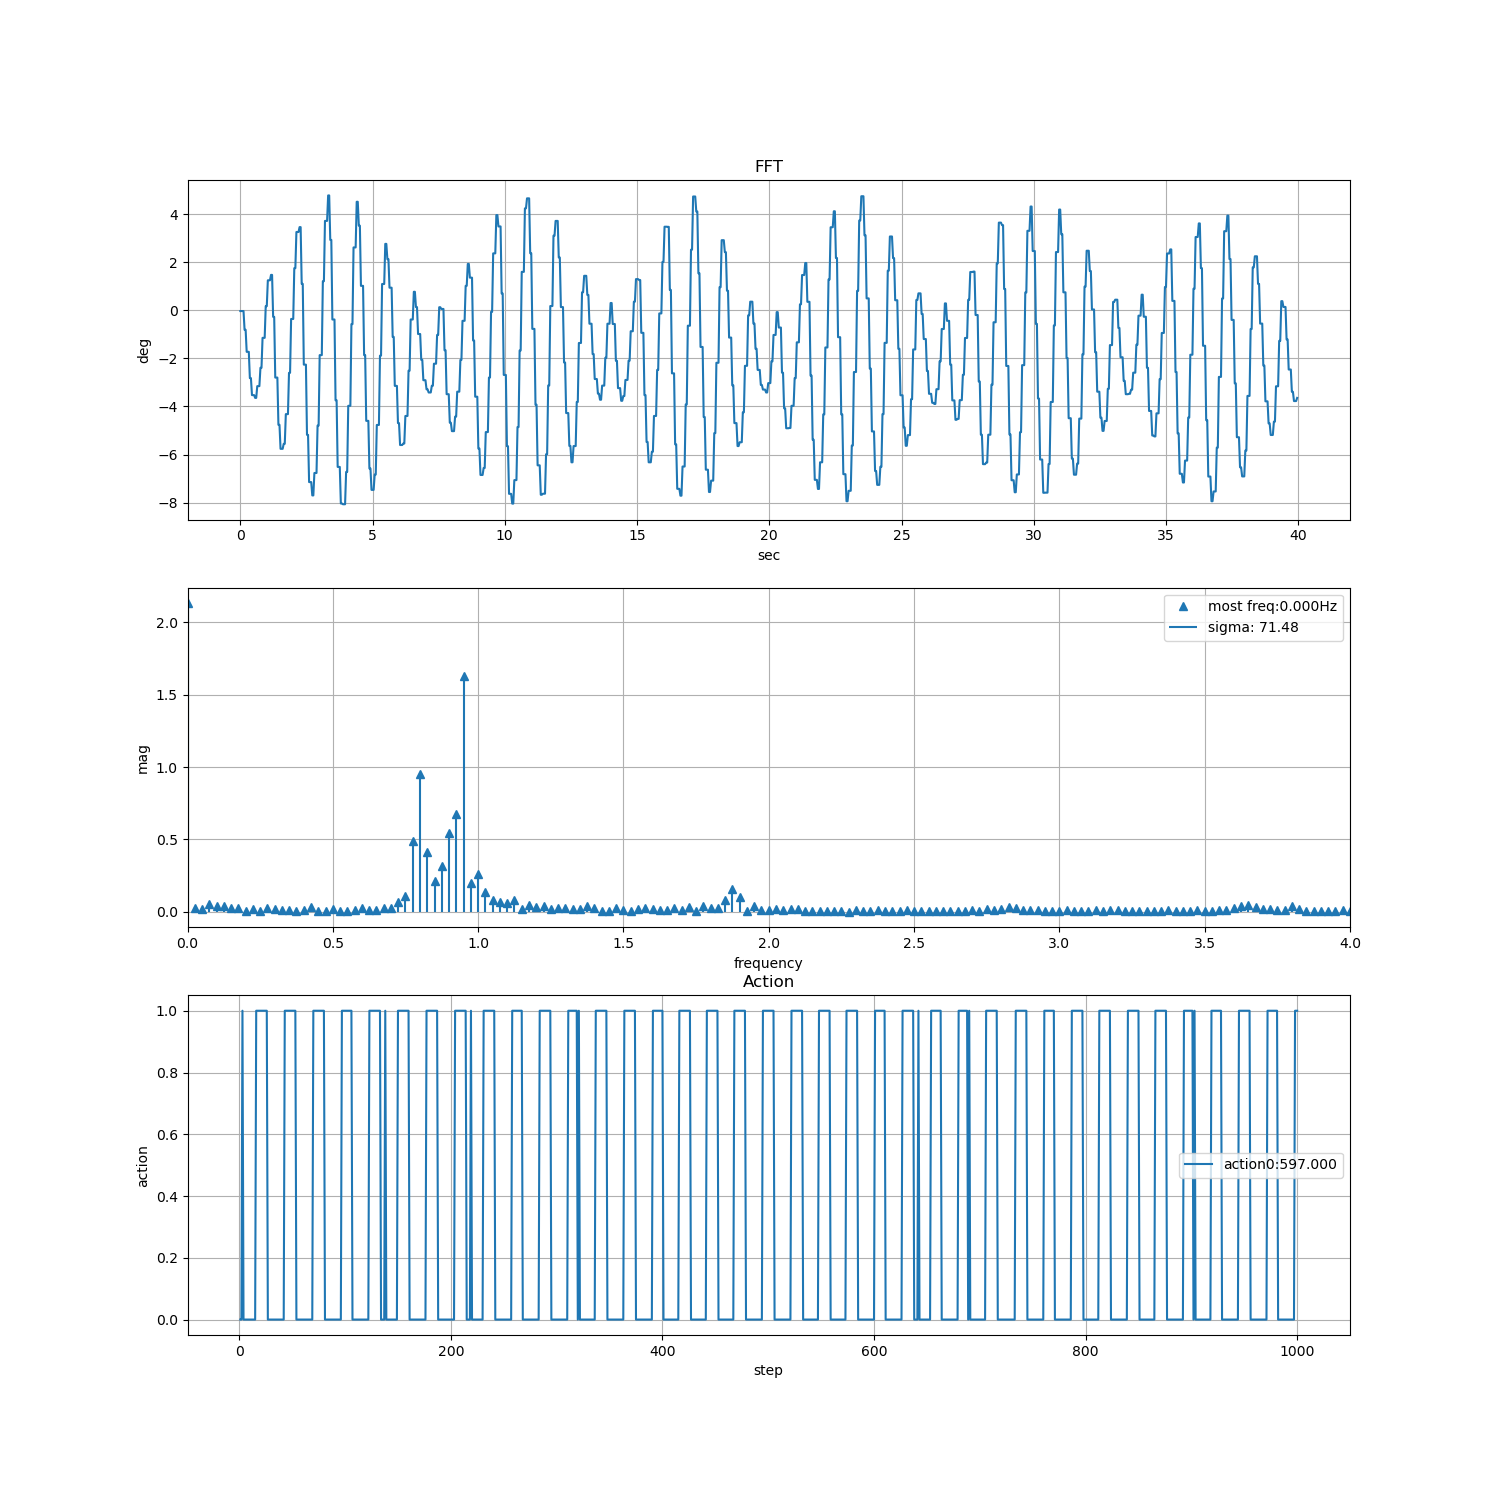 FFT
4
2
0
−2
−4
−6
−8
deg
0 5 10 15 20 25 30 35 40
sec
most freq:0.000Hz
sigma: 71.48
2.0
1.5
1.0
0.5
0.0
mag
0.0 0.5 1.0 1.5 2.0 2.5 3.0 3.5 4.0
frequency
Action
1.0
0.8
0.6
0.4
0.2
0.0
action
action0:597.000
0 200 400 600 800 1000
step